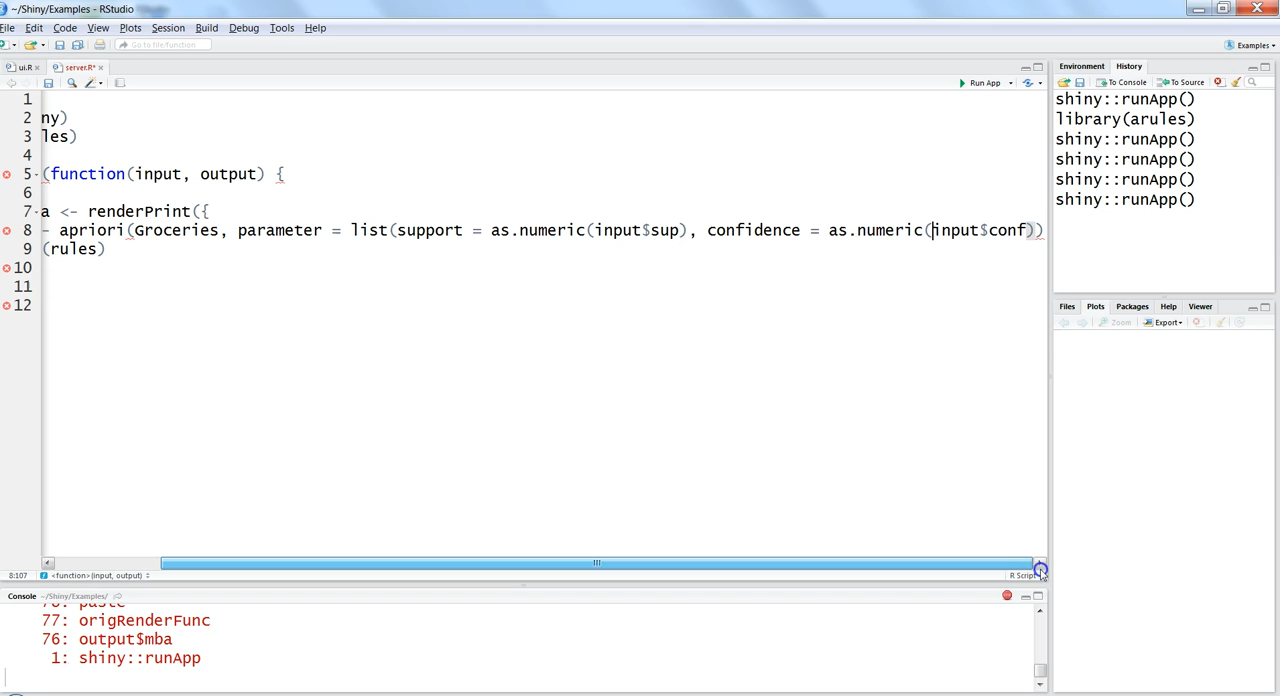 ~/Shiny/Examples - RStudio
File Edit Code View Plots Session Build Debug Tools Help
Go to file/function
Examples
ui.R
server.R*
Run App
1
2 ny)
3 les)
4
5 (function(input, output) {
6
7 a <- renderPrint({
8 - apriori(Groceries, parameter = list(support = as.numeric(input$sup), confidence = as.numeric(input$conf))
9 (rules)
10
11
12
8:107 <function>(input, output)
R Script
Console ~/Shiny/Examples/
77: origRenderFunc
76: output$mba
1: shiny::runApp
Environment History
To Console To Source
shiny::runApp()
library(arules)
shiny::runApp()
shiny::runApp()
shiny::runApp()
shiny::runApp()
Files Plots Packages Help Viewer
Zoom Export